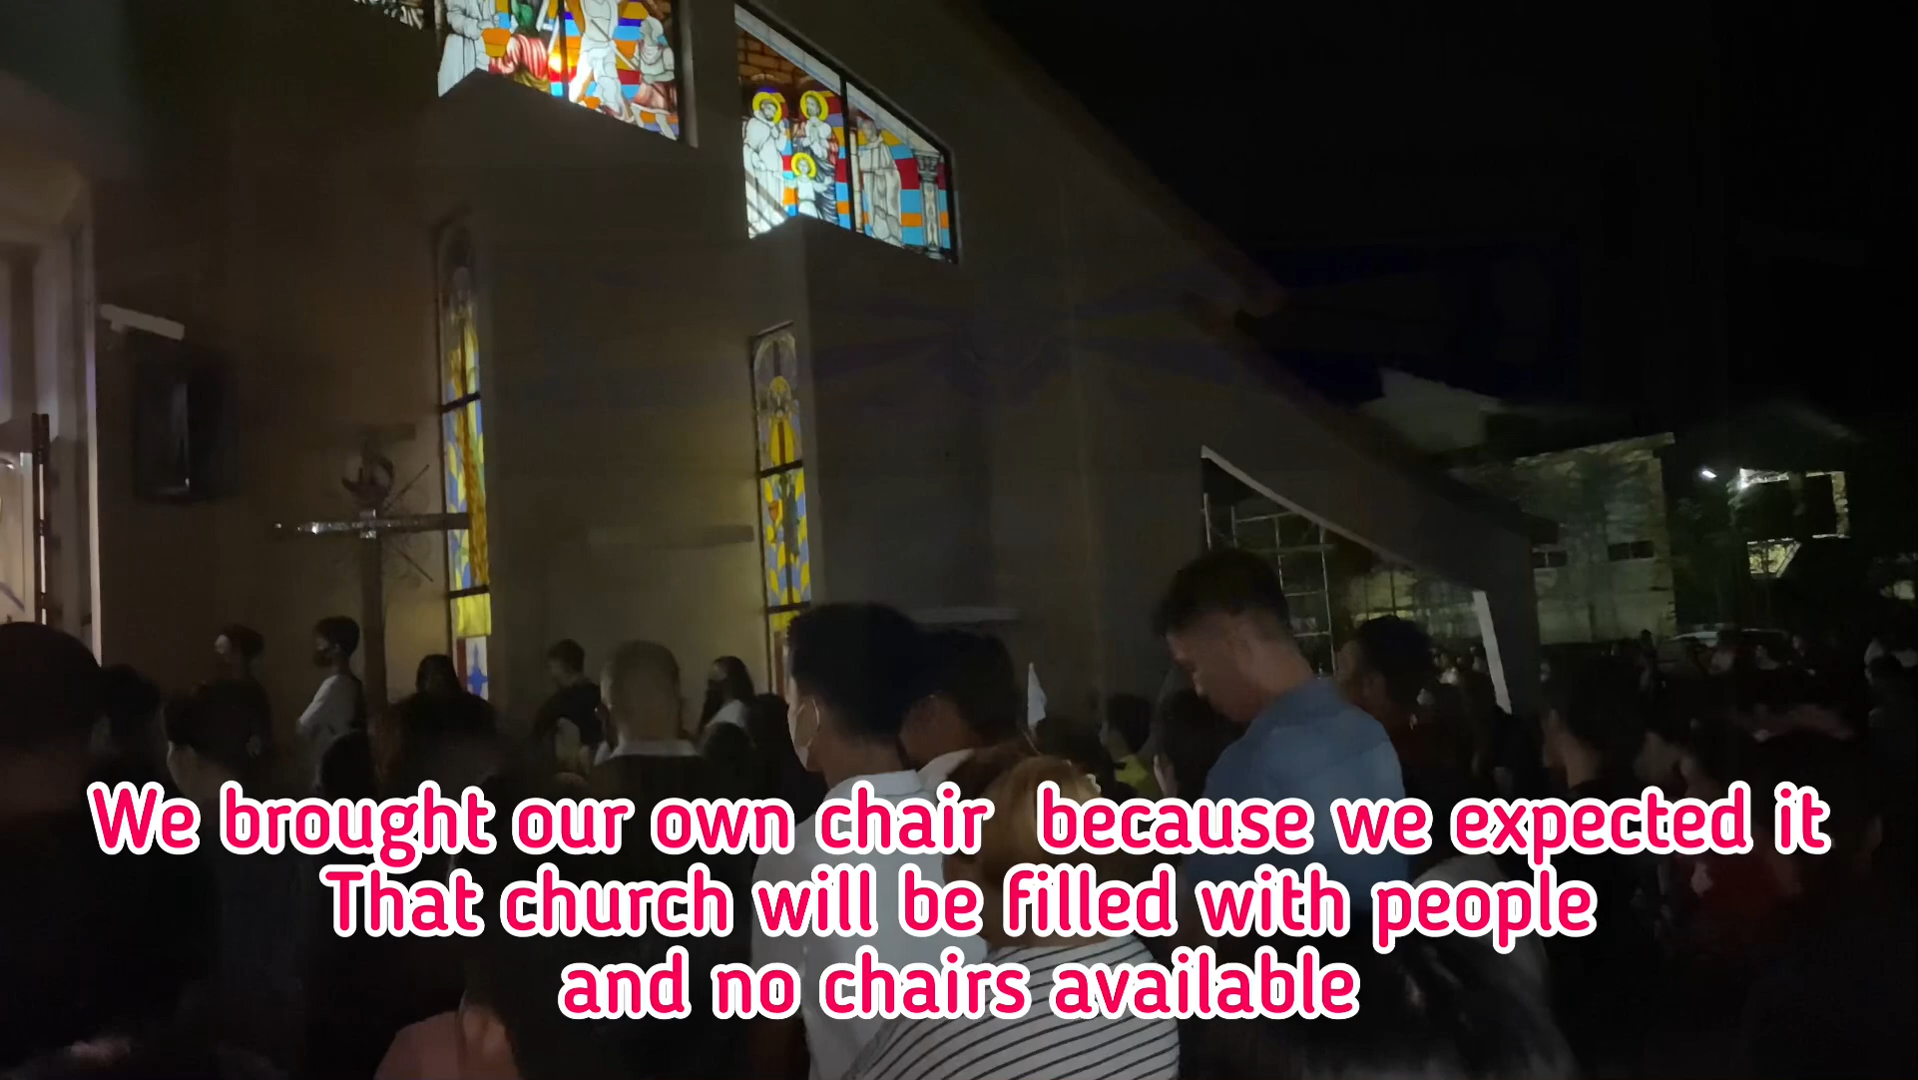 We brought our own chair  because we expected it
That church will be filled with people
and no chairs available